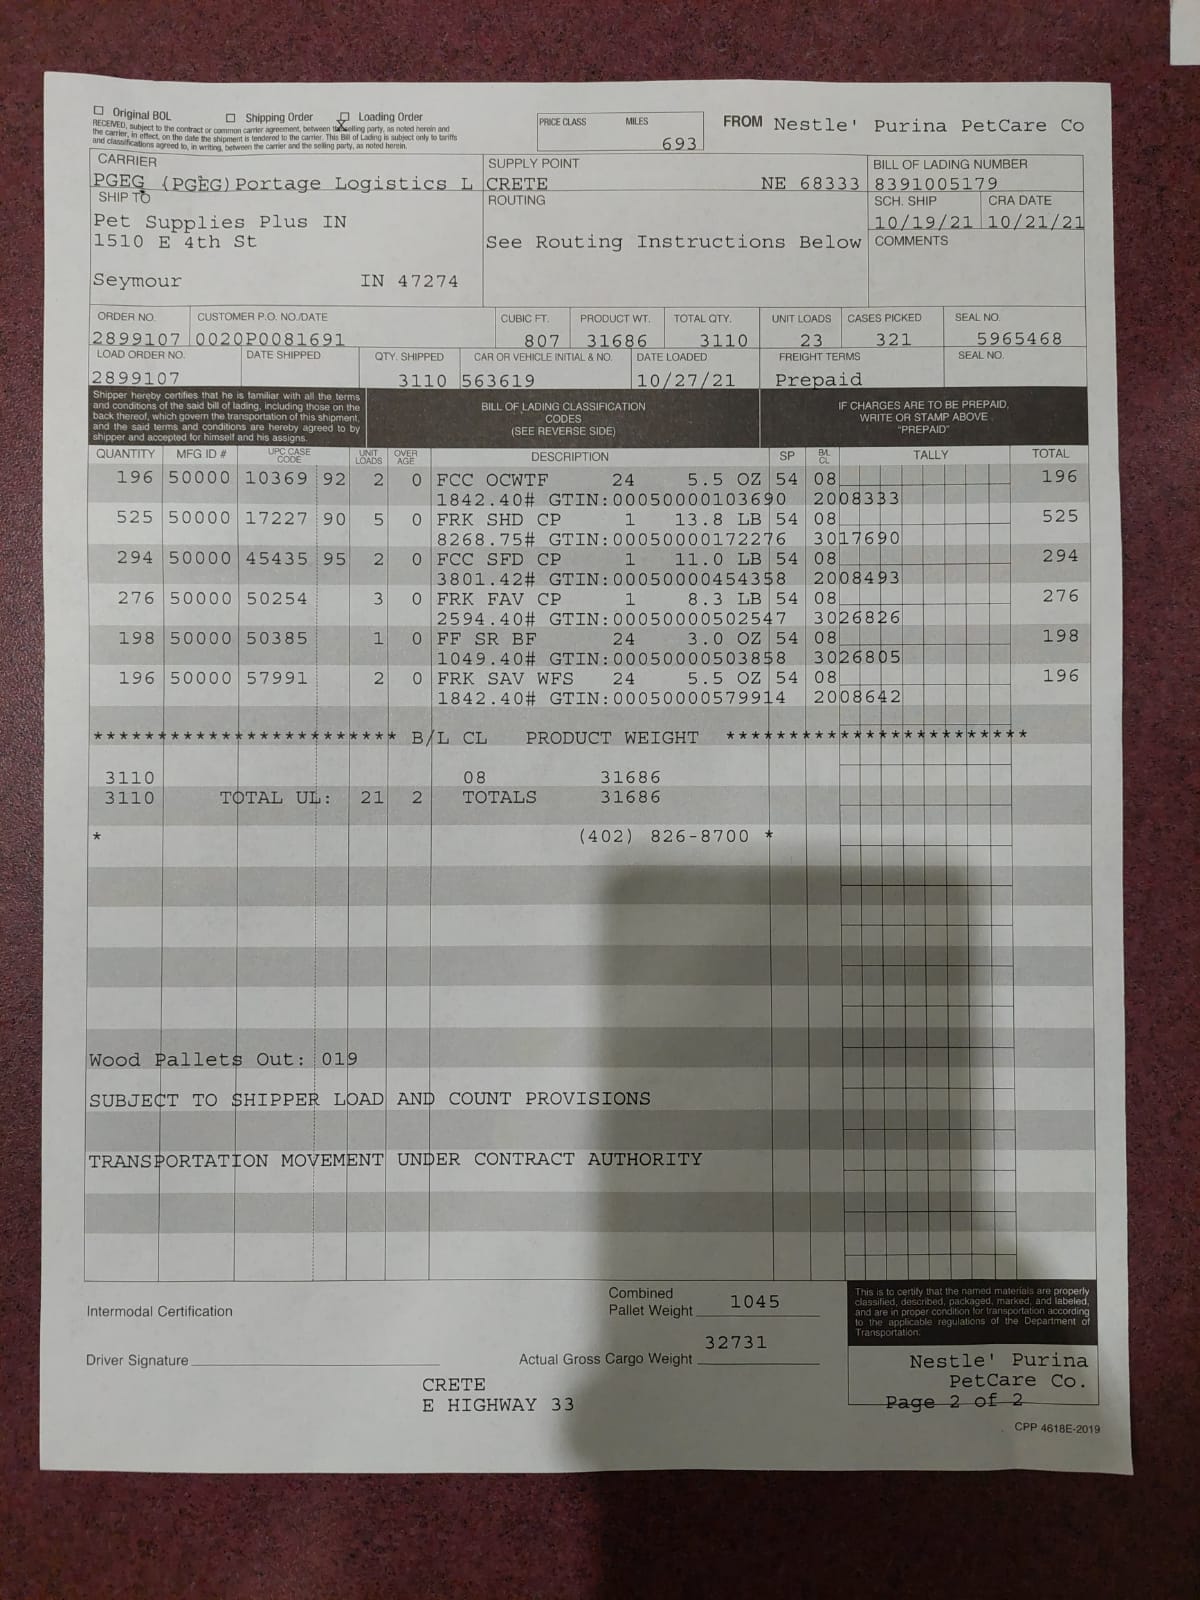 Original BOL Shipping Order Loading Order
RECEIVED, subject to the contract or common carrier agreement, between the selling party, as noted herein and
the carrier, in effect, on the date the shipment is tendered to the carrier. This Bill of Lading is subject only to tariffs
and classifications agreed to, in writing, between the carrier and the selling party, as noted herein.
PRICE CLASS MILES
693
FROM Nestle' Purina PetCare Co
CARRIER
PGEG (PGEG)Portage Logistics L
SUPPLY POINT
CRETE NE 68333
BILL OF LADING NUMBER
8391005179
SHIP TO
Pet Supplies Plus IN
1510 E 4th St
Seymour IN 47274
ROUTING
See Routing Instructions Below
SCH. SHIP CRA DATE
10/19/21 10/21/21
COMMENTS
ORDER NO. CUSTOMER P.O. NO./DATE CUBIC FT. PRODUCT WT. TOTAL QTY. UNIT LOADS CASES PICKED SEAL NO.
2899107 0020P0081691 807 31686 3110 23 321 5965468
LOAD ORDER NO. DATE SHIPPED QTY. SHIPPED CAR OR VEHICLE INITIAL & NO. DATE LOADED FREIGHT TERMS SEAL NO.
2899107 3110 563619 10/27/21 Prepaid
Shipper hereby certifies that he is familiar with all the terms
and conditions of the said bill of lading, including those on the
back thereof, which govern the transportation of this shipment,
and the said terms and conditions are hereby agreed to by
shipper and accepted for himself and his assigns.
BILL OF LADING CLASSIFICATION
CODES
(SEE REVERSE SIDE)
IF CHARGES ARE TO BE PREPAID,
WRITE OR STAMP ABOVE
"PREPAID"
QUANTITY MFG ID # UPC CASE CODE UNIT LOADS OVER AGE DESCRIPTION SP B/L CL TALLY TOTAL
196 50000 10369 92 2 0 FCC OCWTF 24 5.5 OZ 54 08 196
1842.40# GTIN:00050000103690 2008333
525 50000 17227 90 5 0 FRK SHD CP 1 13.8 LB 54 08 525
8268.75# GTIN:00050000172276 3017690
294 50000 45435 95 2 0 FCC SFD CP 1 11.0 LB 54 08 294
3801.42# GTIN:00050000454358 2008493
276 50000 50254 3 0 FRK FAV CP 1 8.3 LB 54 08 276
2594.40# GTIN:00050000502547 3026826
198 50000 50385 1 0 FF SR BF 24 3.0 OZ 54 08 198
1049.40# GTIN:00050000503858 3026805
196 50000 57991 2 0 FRK SAV WFS 24 5.5 OZ 54 08 196
1842.40# GTIN:00050000579914 2008642
************************ B/L CL PRODUCT WEIGHT ************************
3110 08 31686
3110 TOTAL UL: 21 2 TOTALS 31686
* (402) 826-8700 *
Wood Pallets Out: 019
SUBJECT TO SHIPPER LOAD AND COUNT PROVISIONS
TRANSPORTATION MOVEMENT UNDER CONTRACT AUTHORITY
Intermodal Certification
Combined
Pallet Weight 1045
This is to certify that the named materials are properly
classified, described, packaged, marked, and labeled,
and are in proper condition for transportation according
to the applicable regulations of the Department of
Transportation.
Driver Signature
Actual Gross Cargo Weight 32731
Nestle' Purina
PetCare Co.
Page 2 of 2
CRETE
E HIGHWAY 33
CPP 4618E-2019